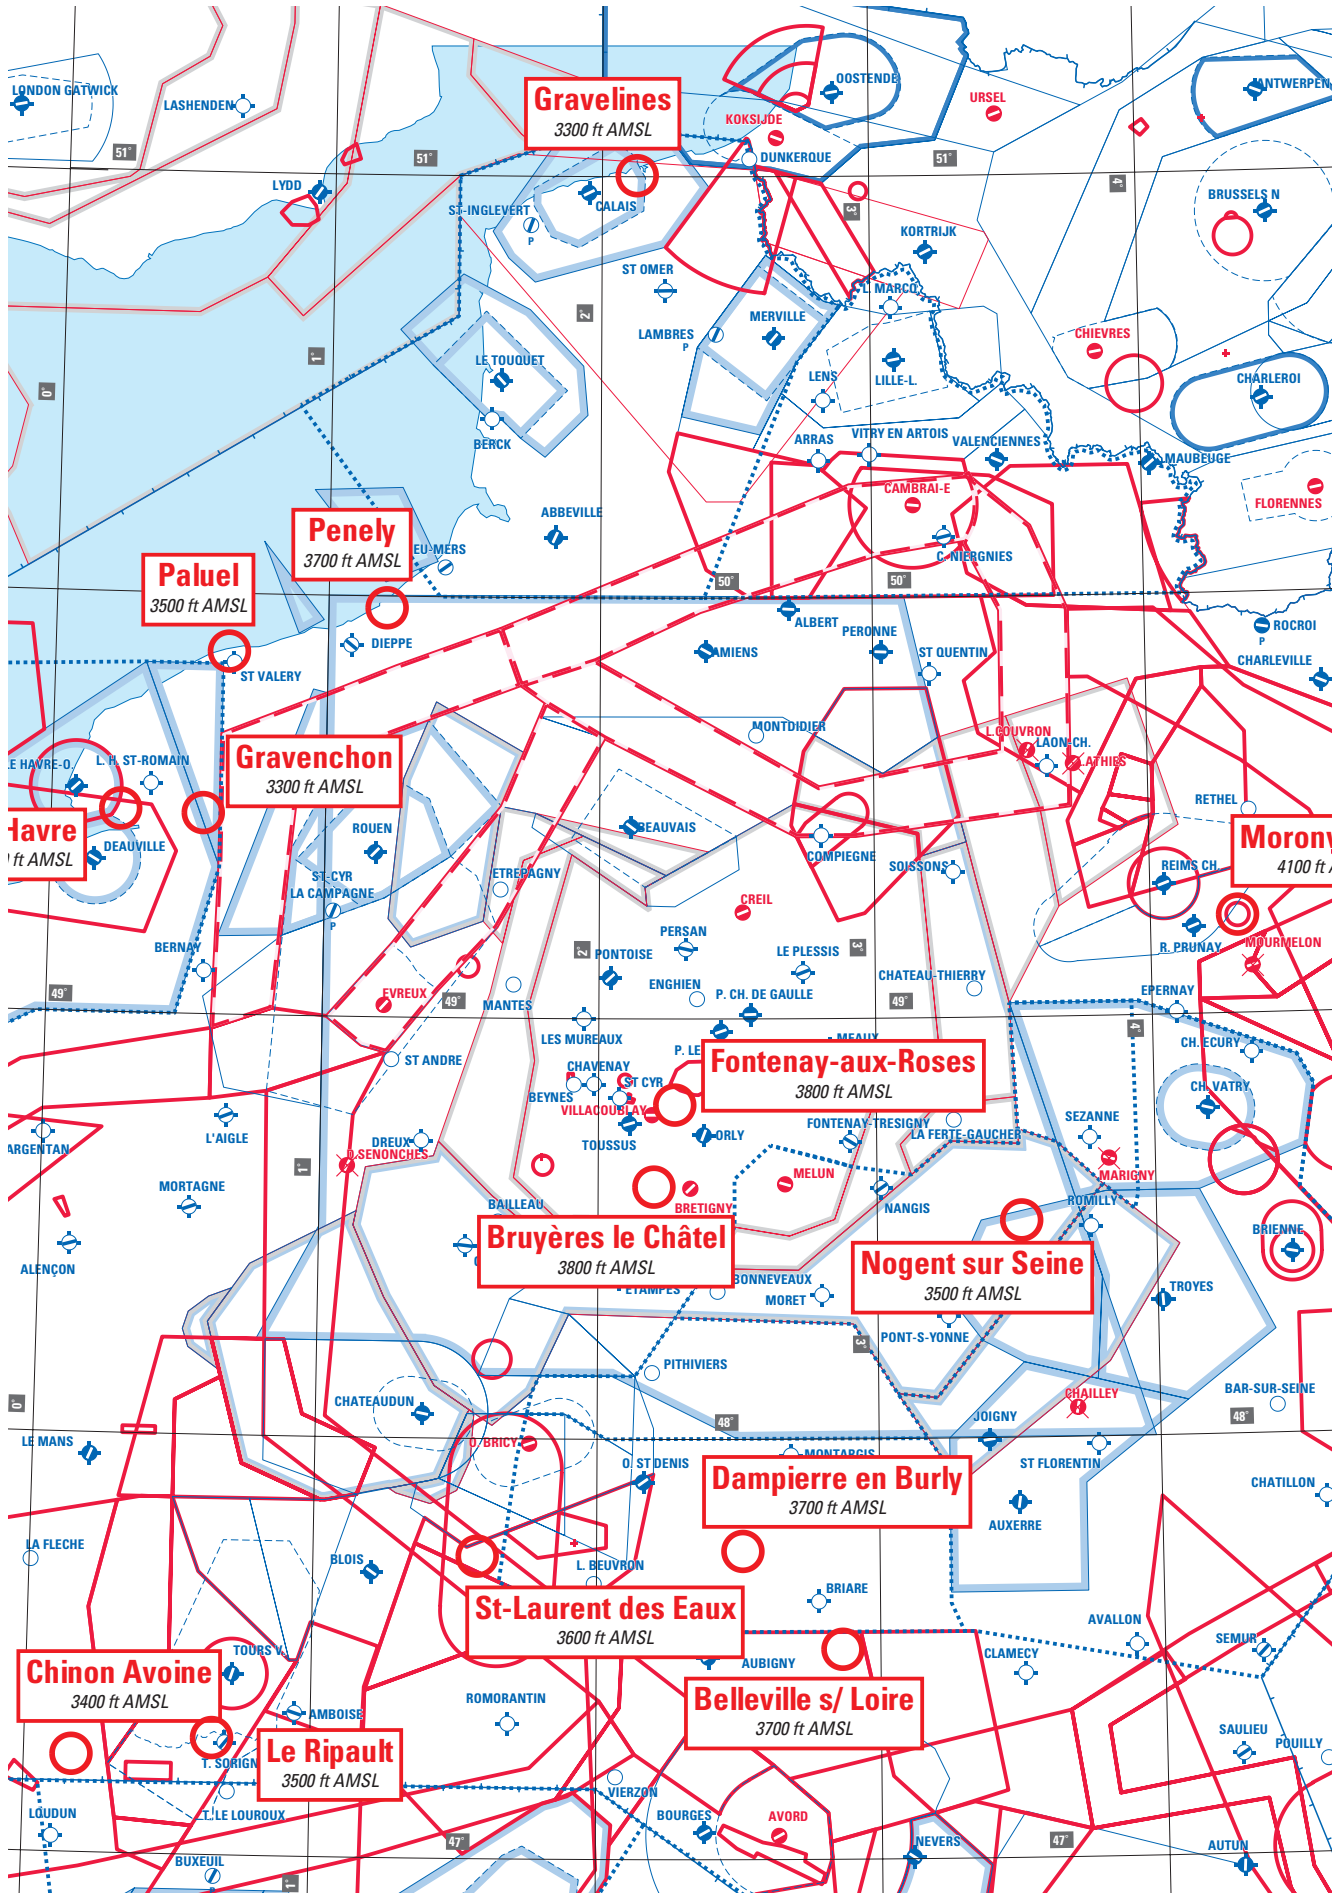 LONDON GATWICK
LASHENDEN
Gravelines
3300 ft AMSL
OOSTENDE
URSEL
ANTWERPEN
KOKSIJDE
DUNKERQUE
51°
51°
51°
4°
LYDD
ST-INGLEVERT
P
CALAIS
3°
BRUSSELS N
KORTRIJK
ST OMER
L. MARCQ
2°
LAMBRES
P
MERVILLE
CHIEVRES
1°
LE TOUQUET
LENS
LILLE-L.
CHARLEROI
0°
BERCK
ARRAS
VITRY EN ARTOIS
VALENCIENNES
MAUBEUGE
CAMBRAI-E
FLORENNES
ABBEVILLE
Penely
3700 ft AMSL
EU-MERS
C. NIERGNIES
Paluel
3500 ft AMSL
50°
50°
ALBERT
PERONNE
ROCROI
P
DIEPPE
AMIENS
ST QUENTIN
CHARLEVILLE
ST VALERY
MONTDIDIER
L.COUVRON
LAON-CH.
L.ATHIES
Gravenchon
3300 ft AMSL
LE HAVRE-O.
L. H. ST-ROMAIN
RETHEL
Havre
ft AMSL
DEAUVILLE
ROUEN
BEAUVAIS
COMPIEGNE
SOISSONS
REIMS CH.
4100 ft
ST-CYR
LA CAMPAGNE
P
ETREPAGNY
CREIL
R. PRUNAY
MOURMELON
BERNAY
PERSAN
PONTOISE
2°
LE PLESSIS
3°
CHATEAU-THIERRY
ENGHIEN
P. CH. DE GAULLE
49°
EVREUX
49°
MANTES
49°
EPERNAY
4°
LES MUREAUX
P. LE
MEAUX
CH. ECURY
ST ANDRE
Fontenay-aux-Roses
3800 ft AMSL
CHAVENAY
BEYNES
ST CYR
VILLACOUBLAY
CH. VATRY
L'AIGLE
TOUSSUS
ORLY
FONTENAY-TRESIGNY
LA FERTE-GAUCHER
SEZANNE
ARGENTAN
DREUX
D.SENONCHES
1°
MELUN
MARIGNY
MORTAGNE
BRETIGNY
NANGIS
ROMILLY
BAILLEAU
BRIENNE
ALENÇON
Bruyères le Châtel
3800 ft AMSL
Nogent sur Seine
3500 ft AMSL
ETAMPES
BONNEVEAUX
MORET
TROYES
PONT-S-YONNE
3°
PITHIVIERS
CHAILLEY
BAR-SUR-SEINE
0°
CHATEAUDUN
48°
JOIGNY
48°
LE MANS
O. BRICY
O. ST DENIS
MONTARGIS
ST FLORENTIN
Dampierre en Burly
3700 ft AMSL
CHATILLON
AUXERRE
LA FLECHE
BLOIS
L. BEUVRON
BRIARE
St-Laurent des Eaux
3600 ft AMSL
AVALLON
TOURS V.
AUBIGNY
CLAMECY
SEMUR
Chinon Avoine
3400 ft AMSL
Belleville s/ Loire
3700 ft AMSL
ROMORANTIN
AMBOISE
T. SORIGN
Le Ripault
3500 ft AMSL
SAULIEU
POUILLY
VIERZON
LOUDUN
T. LE LOUROUX
BOURGES
AVORD
47°
47°
NEVERS
AUTUN
BUXEUIL
P
1°